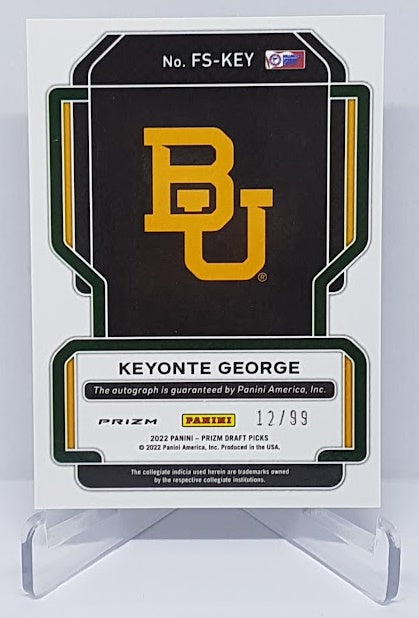 No. FS-KEY
BU
®
KEYONTE GEORGE
The autograph is guaranteed by Panini America, Inc.
PRIZM PANINI 12/99
2022 PANINI – PRIZM DRAFT PICKS
© 2022 Panini America, Inc. Produced in the USA.
The collegiate indicia used herein are trademarks owned
by the respective collegiate institutions.